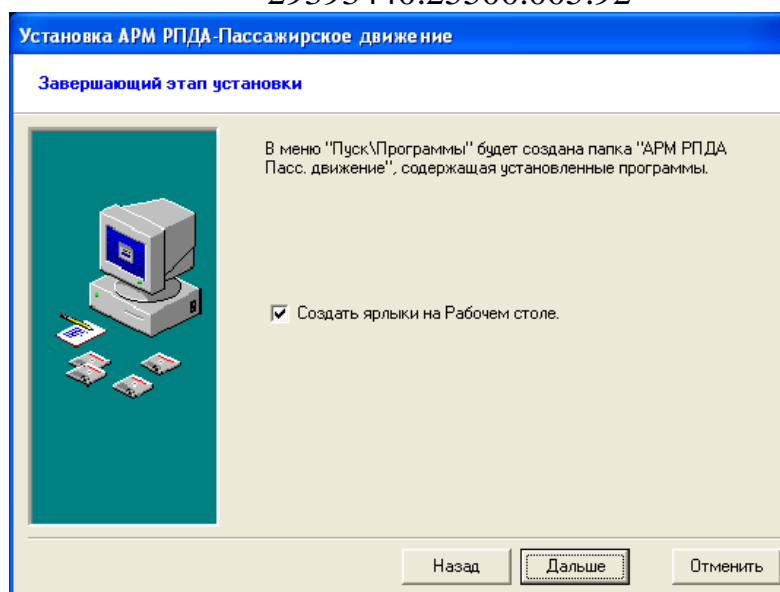 Установка АРМ РПДА-Пассажирское движение
Завершающий этап установки
В меню "Пуск\Программы" будет создана папка "АРМ РПДА
Пасс. движение", содержащая установленные программы.
Создать ярлыки на Рабочем столе.
Назад
Дальше
Отменить